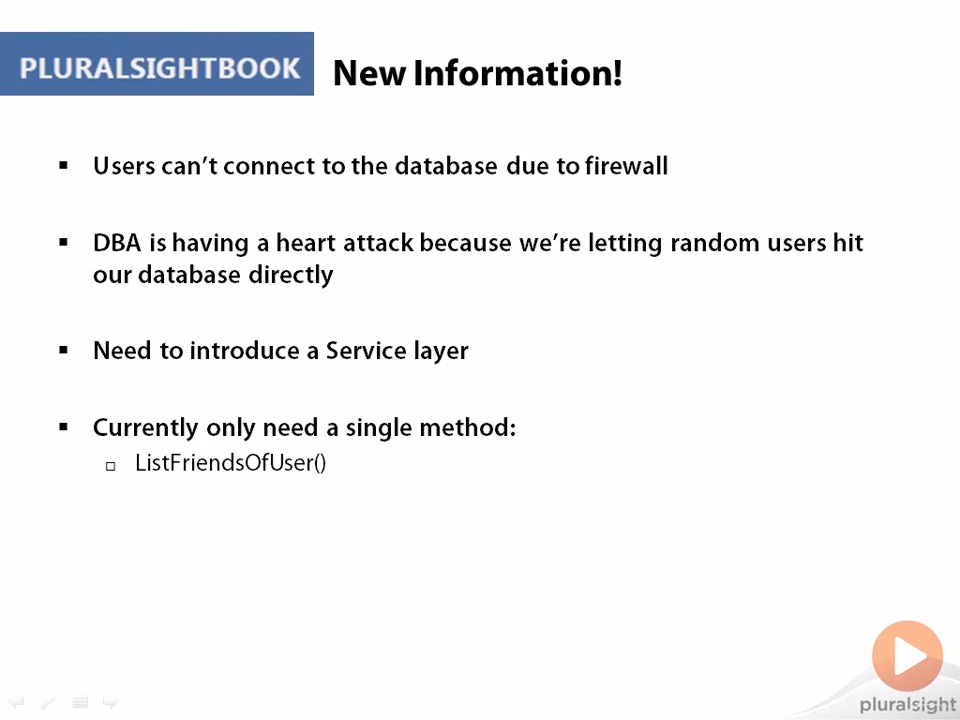 PLURALSIGHTBOOK
New Information!
Users can't connect to the database due to firewall
DBA is having a heart attack because we're letting random users hit
our database directly
Need to introduce a Service layer
Currently only need a single method:
ListFriendsOfUser()
pluralsight